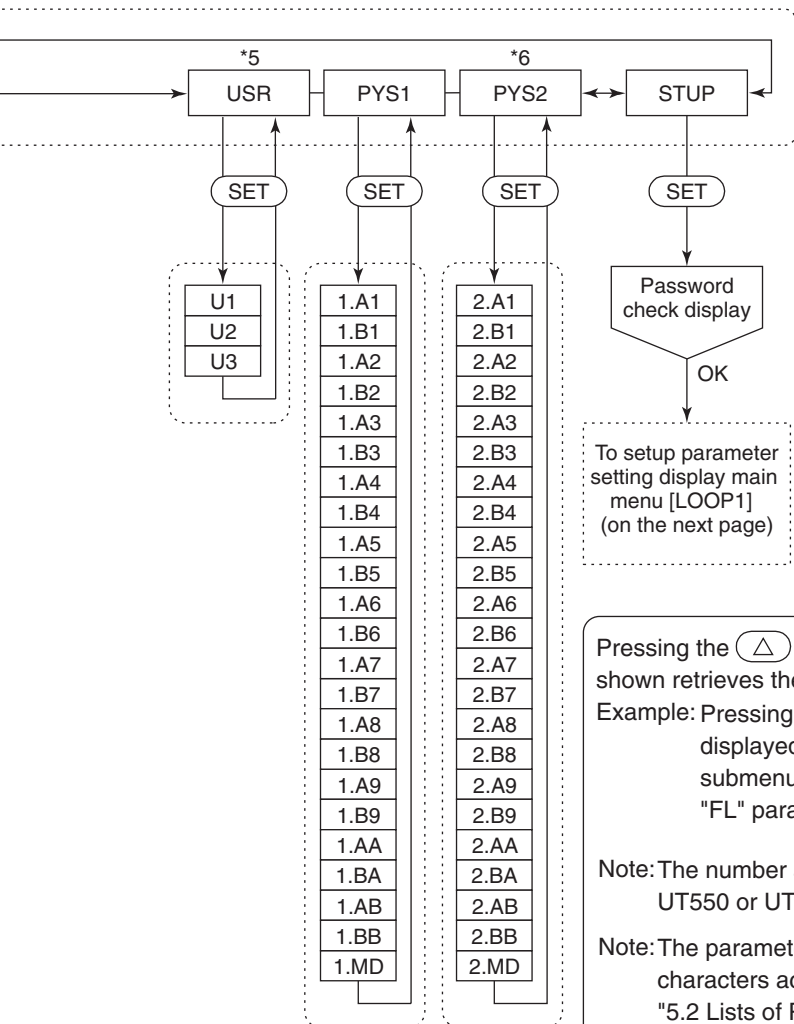 *5
*6
USR
PYS1
PYS2
STUP
SET
SET
SET
SET
U1
U2
U3
1.A1
1.B1
1.A2
1.B2
1.A3
1.B3
1.A4
1.B4
1.A5
1.B5
1.A6
1.B6
1.A7
1.B7
1.A8
1.B8
1.A9
1.B9
1.AA
1.BA
1.AB
1.BB
1.MD
2.A1
2.B1
2.A2
2.B2
2.A3
2.B3
2.A4
2.B4
2.A5
2.B5
2.A6
2.B6
2.A7
2.B7
2.A8
2.B8
2.A9
2.B9
2.AA
2.BA
2.AB
2.BB
2.MD
Password
check display
OK
To setup parameter
setting display main
menu [LOOP1]
(on the next page)
Pressing the
shown retrieves the
Example: Pressing
displayed
submenu
"FL" para
Note: The number
UT550 or UT
Note: The paramet
characters ac
"5.2 Lists of P